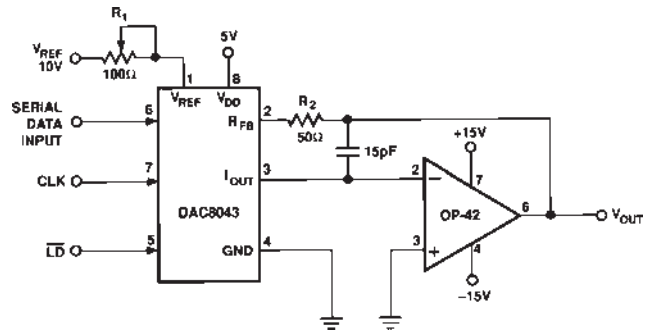 R1
VREF
10V
100Ω
5V
1
8
VREF
VDD
SERIAL
DATA
INPUT
6
RFB
2
R2
50Ω
15pF
+15V
CLK
7
IOUT
3
2
−
7
DAC8043
OP-42
6
VOUT
LD
5
GND
4
3
+
4
−15V